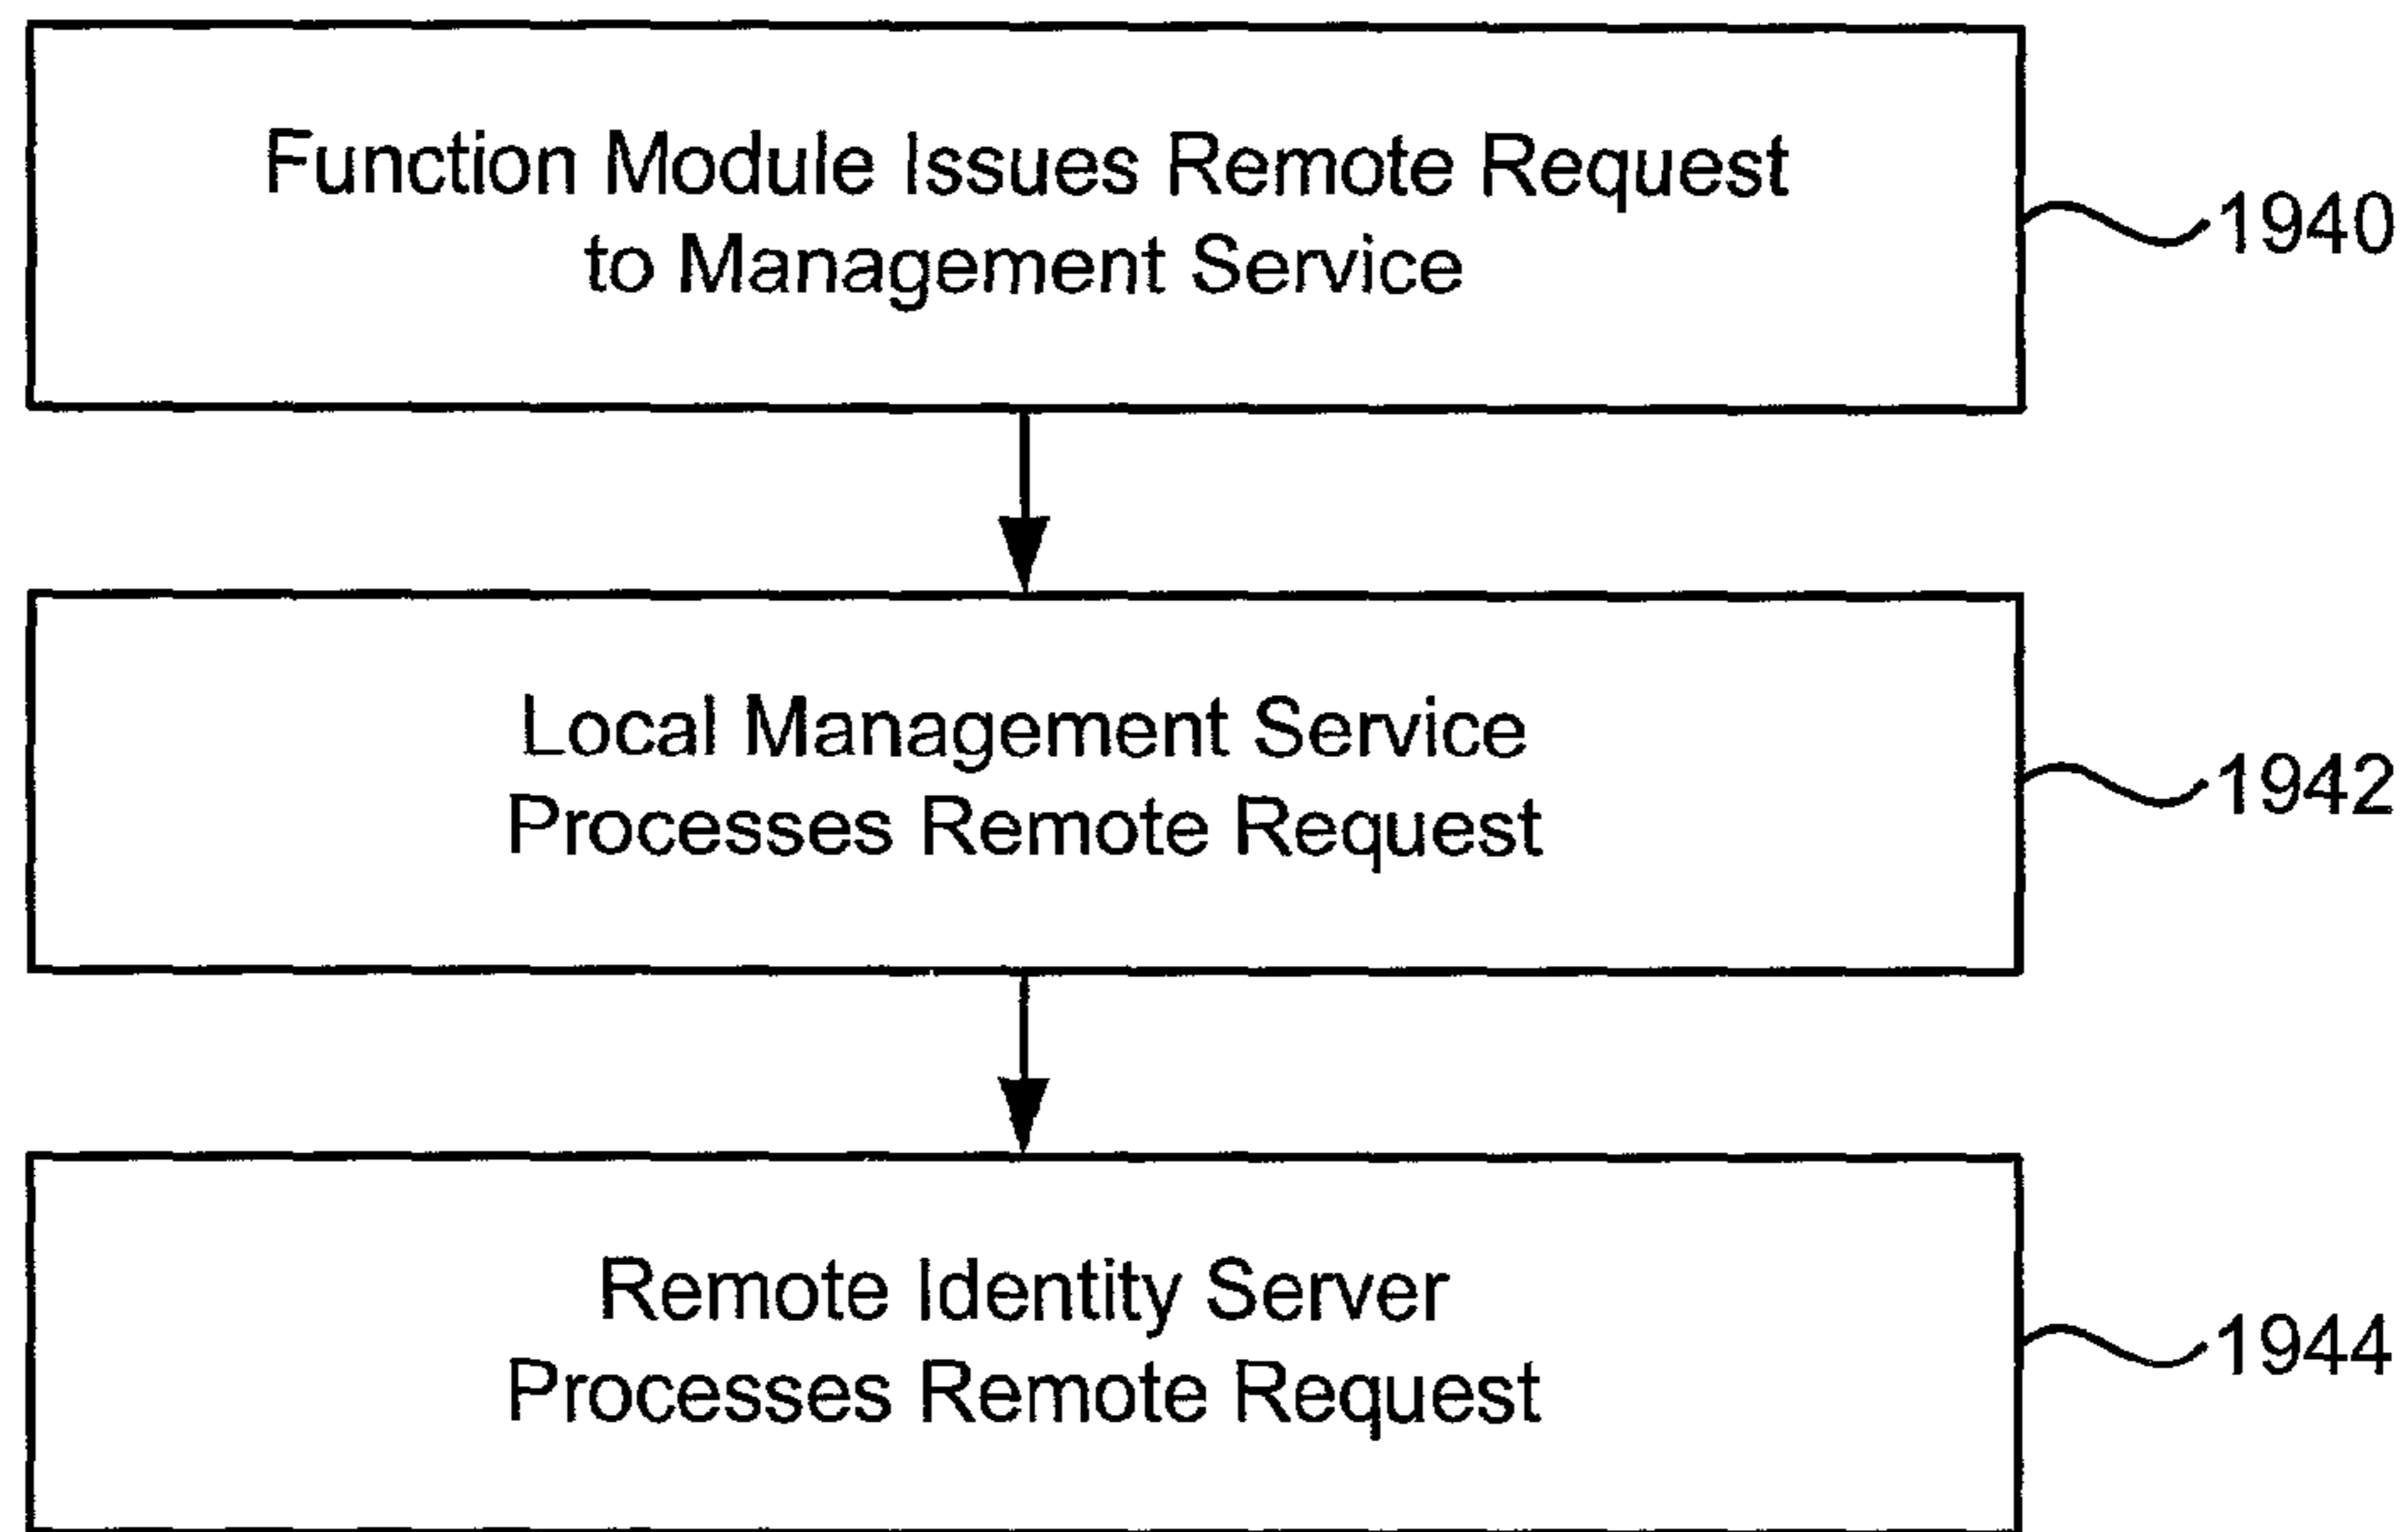 Function Module Issues Remote Request
to Management Service
1940
Local Management Service
Processes Remote Request
1942
Remote Identity Server
Processes Remote Request
1944